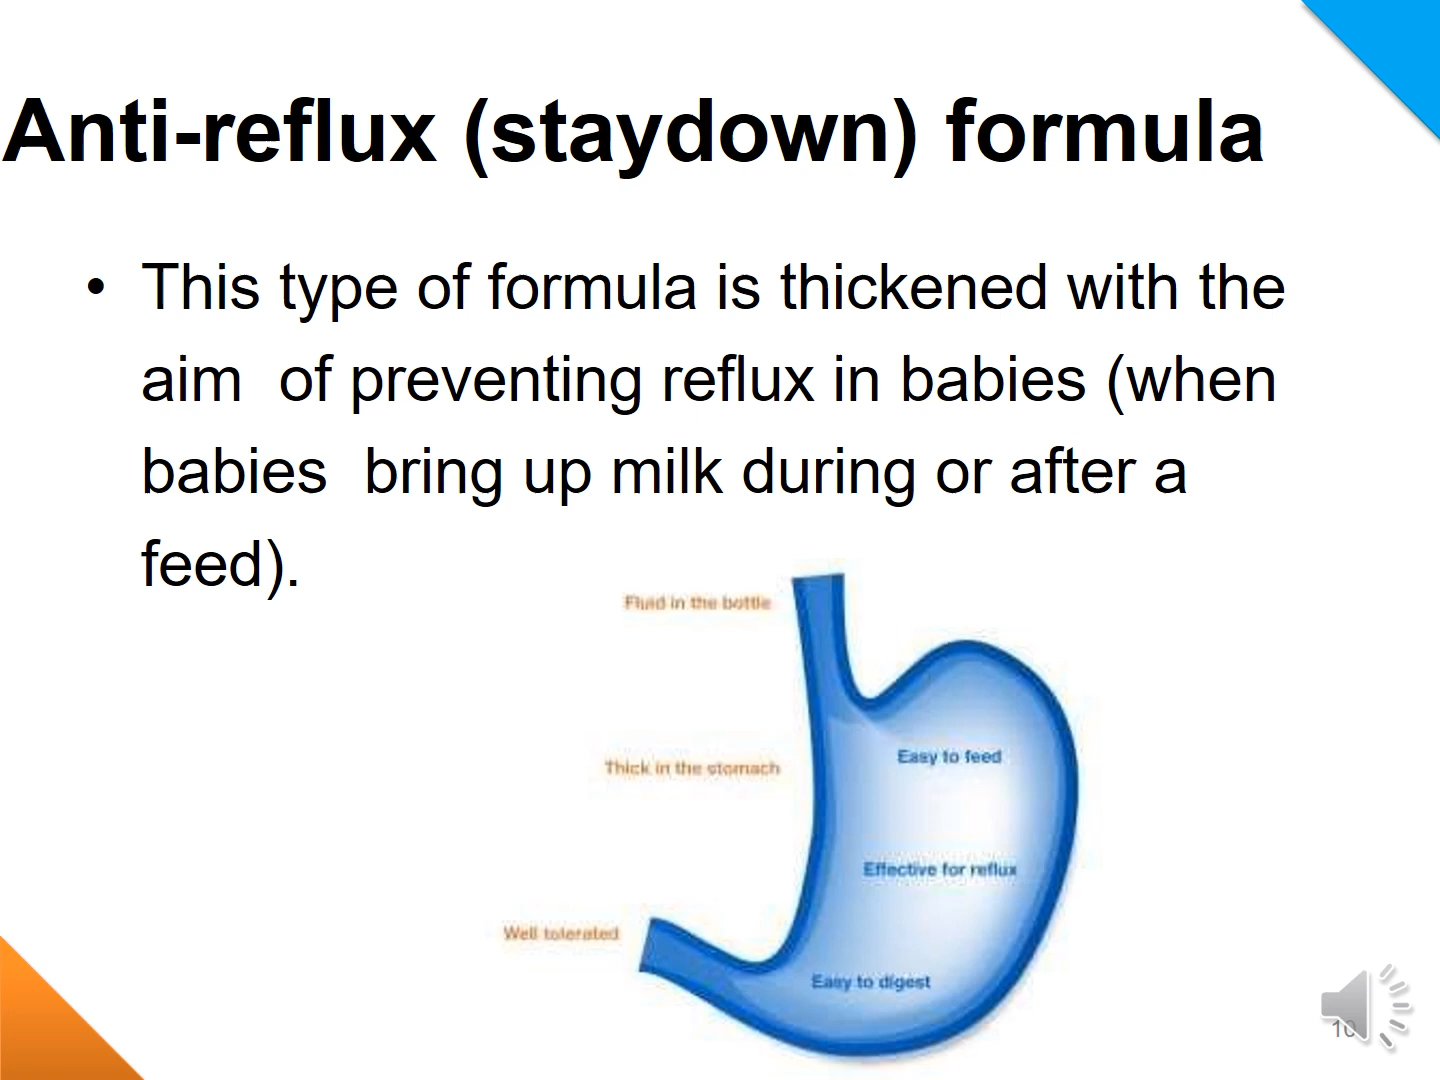 Anti-reflux (staydown) formula
• This type of formula is thickened with the
aim of preventing reflux in babies (when
babies bring up milk during or after a
feed).
Fluid in the bottle
Easy to feed
Thick in the stomach
Effective for reflux
Well tolerated
Easy to digest
10